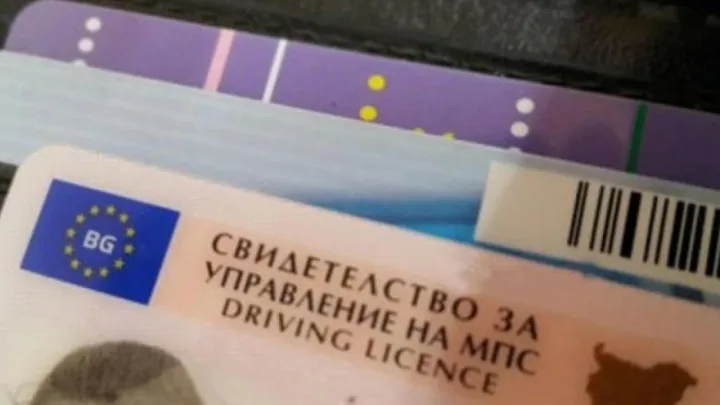 BG
СВИДЕТЕЛСТВО ЗА
УПРАВЛЕНИЕ НА МПС
DRIVING LICENCE